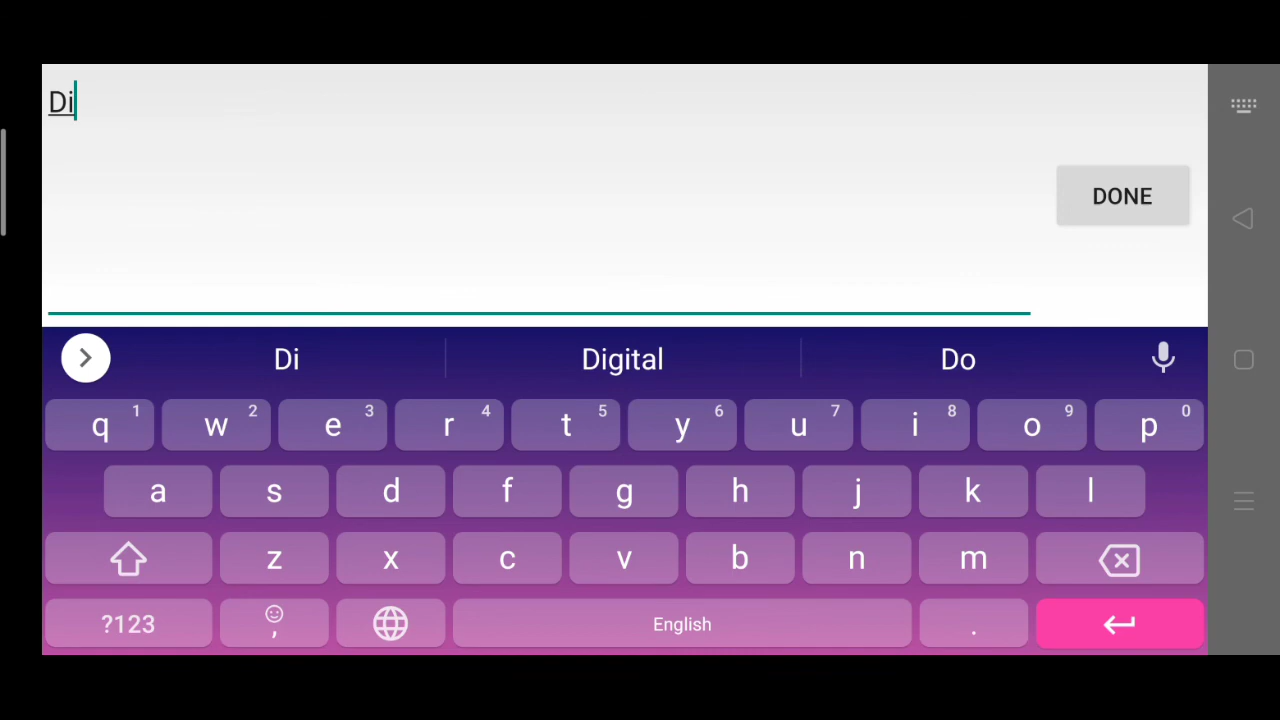 Di
DONE
Di Digital Do
q 1 w 2 e 3 r 4 t 5 y 6 u 7 i 8 o 9 p 0
a s d f g h j k l
z x c v b n m
?123 , English .